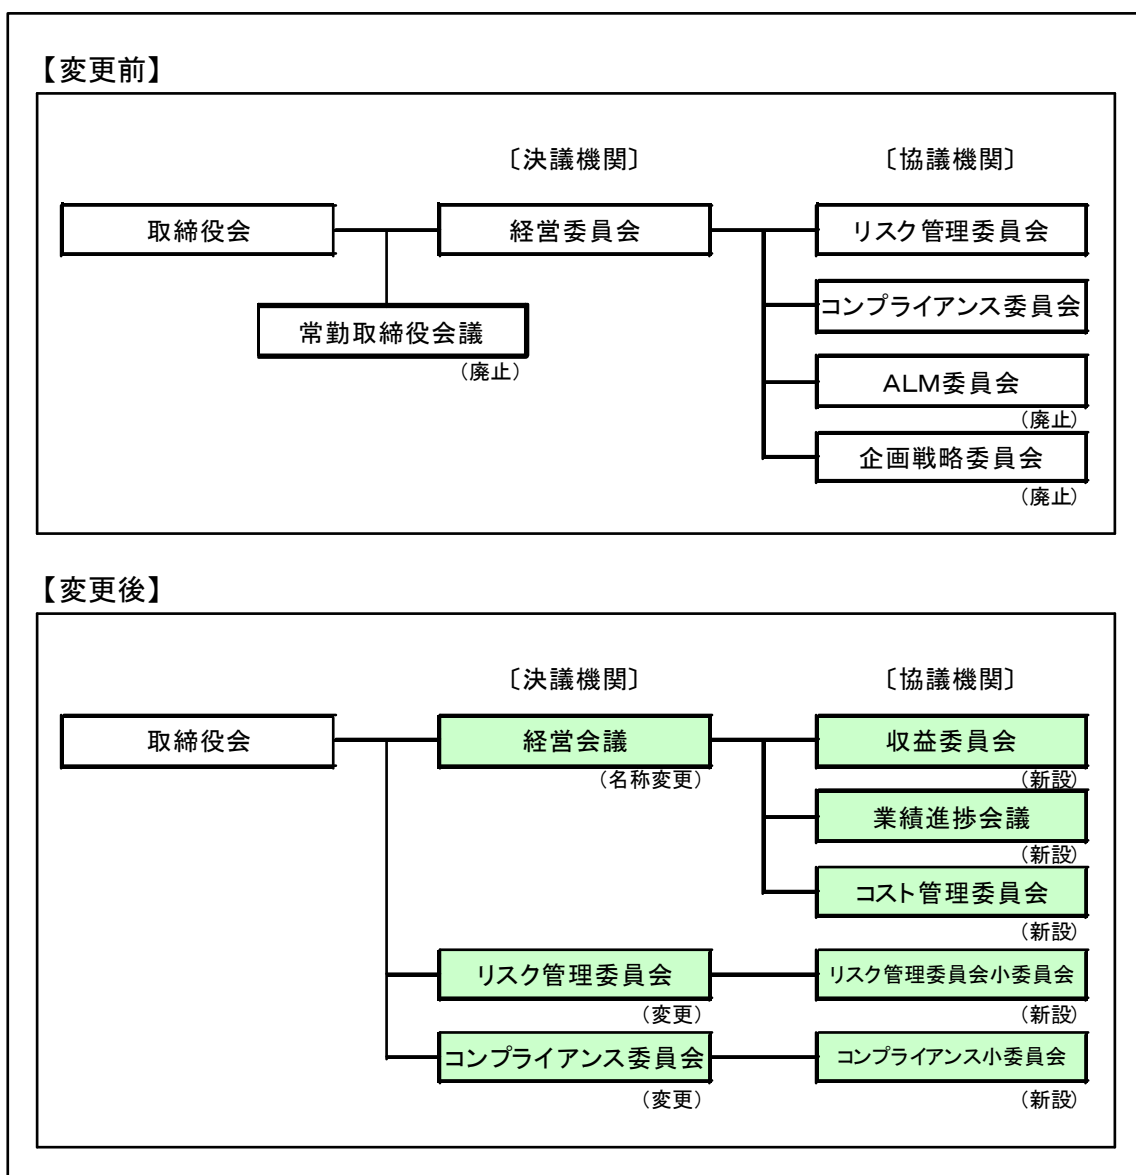 【変更前】
〔決議機関〕
〔協議機関〕
取締役会
経営委員会
リスク管理委員会
常勤取締役会議
(廃止)
コンプライアンス委員会
ALM委員会
(廃止)
企画戦略委員会
(廃止)
【変更後】
〔決議機関〕
〔協議機関〕
取締役会
経営会議
(名称変更)
収益委員会
(新設)
業績進捗会議
(新設)
コスト管理委員会
(新設)
リスク管理委員会
(変更)
リスク管理委員会小委員会
(新設)
コンプライアンス委員会
(変更)
コンプライアンス小委員会
(新設)